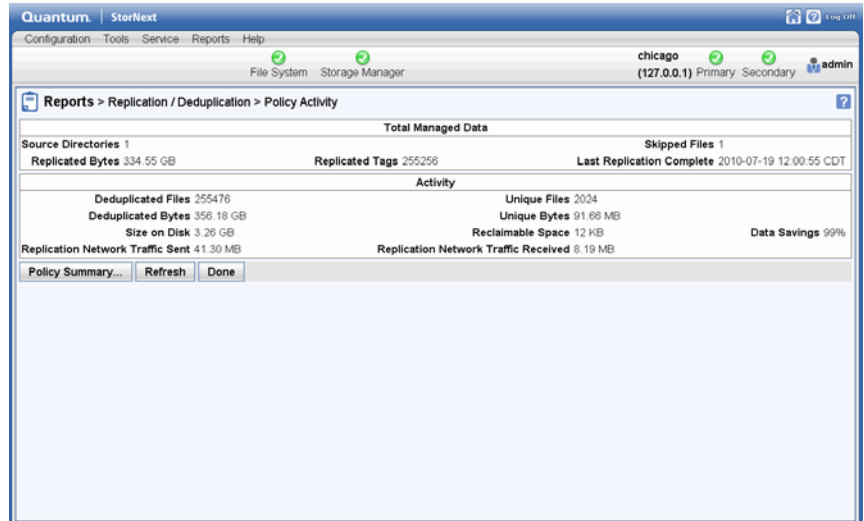 Quantum. StorNext Log Off
Configuration Tools Service Reports Help
File System Storage Manager
chicago
(127.0.0.1) Primary Secondary
admin
Reports > Replication / Deduplication > Policy Activity
Total Managed Data
Source Directories 1 Skipped Files 1
Replicated Bytes 334.55 GB Replicated Tags 255256 Last Replication Complete 2010-07-19 12:00:55 CDT
Activity
Deduplicated Files 255476 Unique Files 2024
Deduplicated Bytes 356.18 GB Unique Bytes 91.66 MB
Size on Disk 3.26 GB Reclaimable Space 12 KB Data Savings 99%
Replication Network Traffic Sent 41.30 MB Replication Network Traffic Received 8.19 MB
Policy Summary... Refresh Done